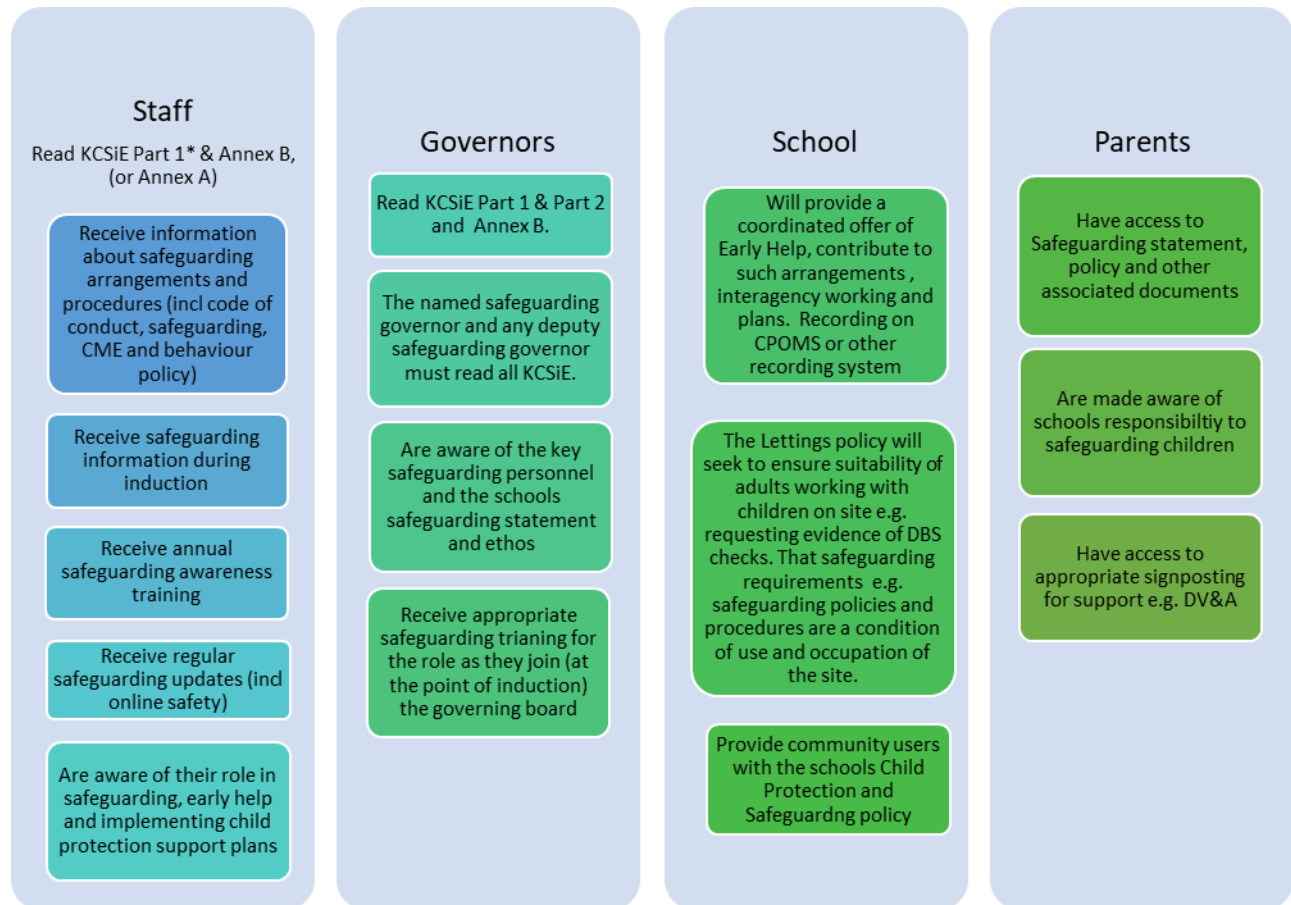 Staff
Read KCSiE Part 1* & Annex B,
(or Annex A)
Receive information
about safeguarding
arrangements and
procedures (incl code of
conduct, safeguarding,
CME and behaviour
policy)
Receive safeguarding
information during
induction
Receive annual
safeguarding awareness
training
Receive regular
safeguarding updates (incl
online safety)
Are aware of their role in
safeguarding, early help
and implementing child
protection support plans
Governors
Read KCSiE Part 1 & Part 2
and Annex B.
The named safeguarding
governor and any deputy
safeguarding governor
must read all KCSiE.
Are aware of the key
safeguarding personnel
and the schools
safeguarding statement
and ethos
Receive appropriate
safeguarding trianing for
the role as they join (at
the point of induction)
the governing board
School
Will provide a
coordinated offer of
Early Help, contribute to
such arrangements ,
interagency working and
plans. Recording on
CPOMS or other
recording system
The Lettings policy will
seek to ensure suitability of
adults working with
children on site e.g.
requesting evidence of DBS
checks. That safeguarding
requirements e.g.
safeguarding policies and
procedures are a condition
of use and occupation of
the site.
Provide community users
with the schools Child
Protection and
Safeguardng policy
Parents
Have access to
Safeguarding statement,
policy and other
associated documents
Are made aware of
schools responsibiltiy to
safeguarding children
Have access to
appropriate signposting
for support e.g. DV&A